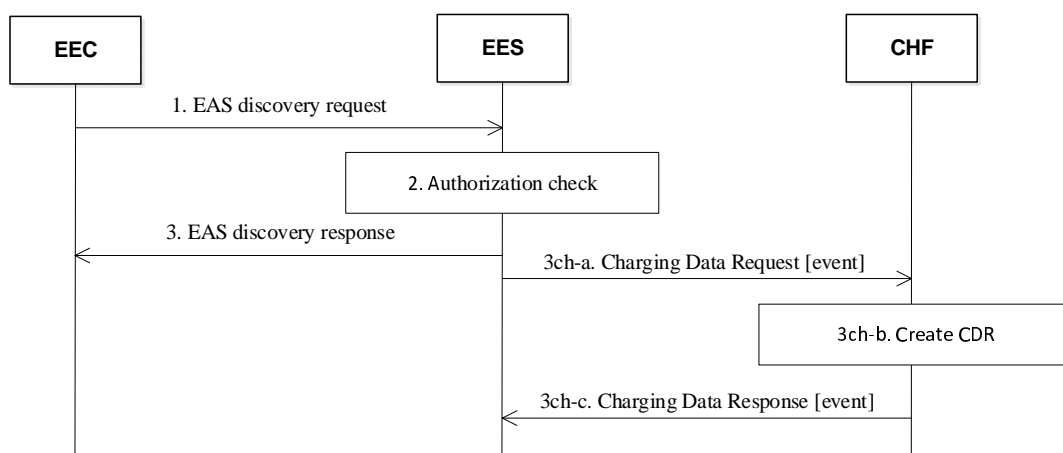 EEC
EES
CHF
1. EAS discovery request
2. Authorization check
3. EAS discovery response
3ch-a. Charging Data Request [event]
3ch-b. Create CDR
3ch-c. Charging Data Response [event]